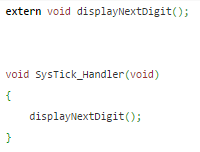 extern void displayNextDigit();
void SysTick_Handler(void)
{
    displayNextDigit();
}